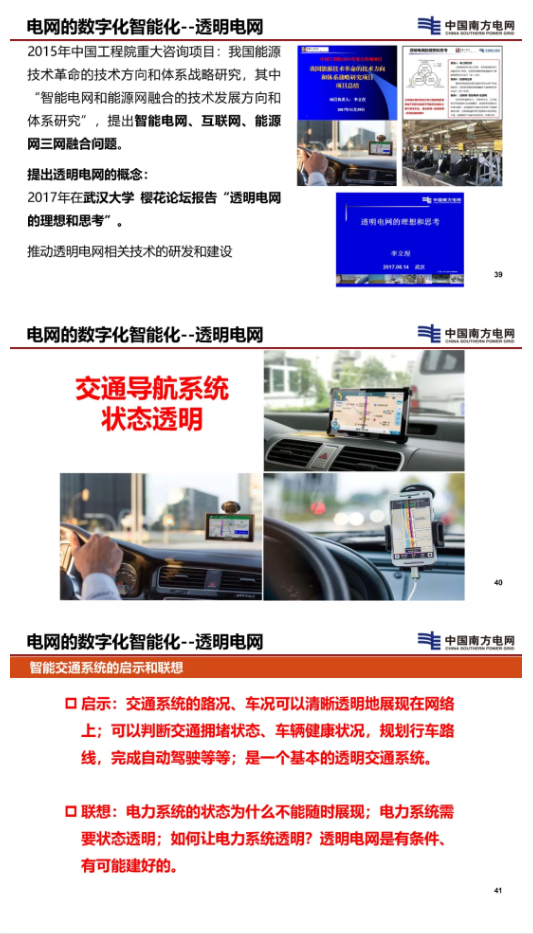 电网的数字化智能化--透明电网
中国南方电网
CHINA SOUTHERN POWER GRID
2015年中国工程院重大咨询项目：我国能源
技术革命的技术方向和体系战略研究，其中
“智能电网和能源网融合的技术发展方向和
体系研究”，提出智能电网、互联网、能源
网三网融合问题。
提出透明电网的概念：
2017年在武汉大学 樱花论坛报告“透明电网
的理想和思考”。
推动透明电网相关技术的研发和建设
我国能源技术革命的技术方向
和体系战略研究项目
项目总结
中国南方电网
透明电网的理想和思考
李立浧
2017.08.14 武汉
39
电网的数字化智能化--透明电网
中国南方电网
CHINA SOUTHERN POWER GRID
交通导航系统
状态透明
40
电网的数字化智能化--透明电网
中国南方电网
CHINA SOUTHERN POWER GRID
智能交通系统的启示和联想
启示：交通系统的路况、车况可以清晰透明地展现在网络
上；可以判断交通拥堵状态、车辆健康状况，规划行车路
线，完成自动驾驶等等；是一个基本的透明交通系统。
联想：电力系统的状态为什么不能随时展现；电力系统需
要状态透明；如何让电力系统透明？透明电网是有条件、
有可能建好的。
41